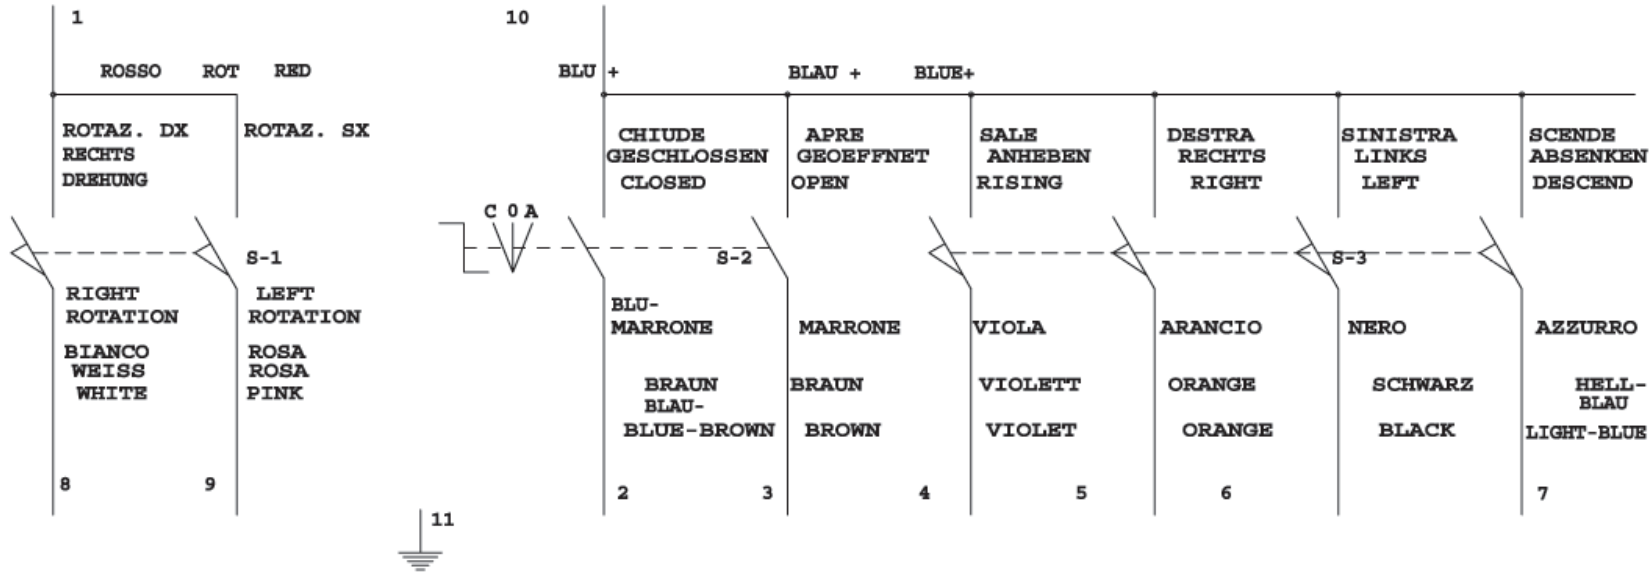 1
10
ROSSO ROT RED
BLU + BLAU + BLUE+
ROTAZ. DX ROTAZ. SX
RECHTS
DREHUNG
CHIUDE APRE SALE DESTRA SINISTRA SCENDE
GESCHLOSSEN GEOEFFNET ANHEBEN RECHTS LINKS ABSENKEN
CLOSED OPEN RISING RIGHT LEFT DESCEND
C 0 A
S-1 S-2 S-3
RIGHT LEFT
ROTATION ROTATION
BLU-
MARRONE MARRONE VIOLA ARANCIO NERO AZZURRO
BIANCO ROSA
WEISS ROSA
WHITE PINK
BRAUN BRAUN VIOLETT ORANGE SCHWARZ HELL-
BLAU- BLAU
BLUE-BROWN BROWN VIOLET ORANGE BLACK LIGHT-BLUE
8 9 2 3 4 5 6 7
11